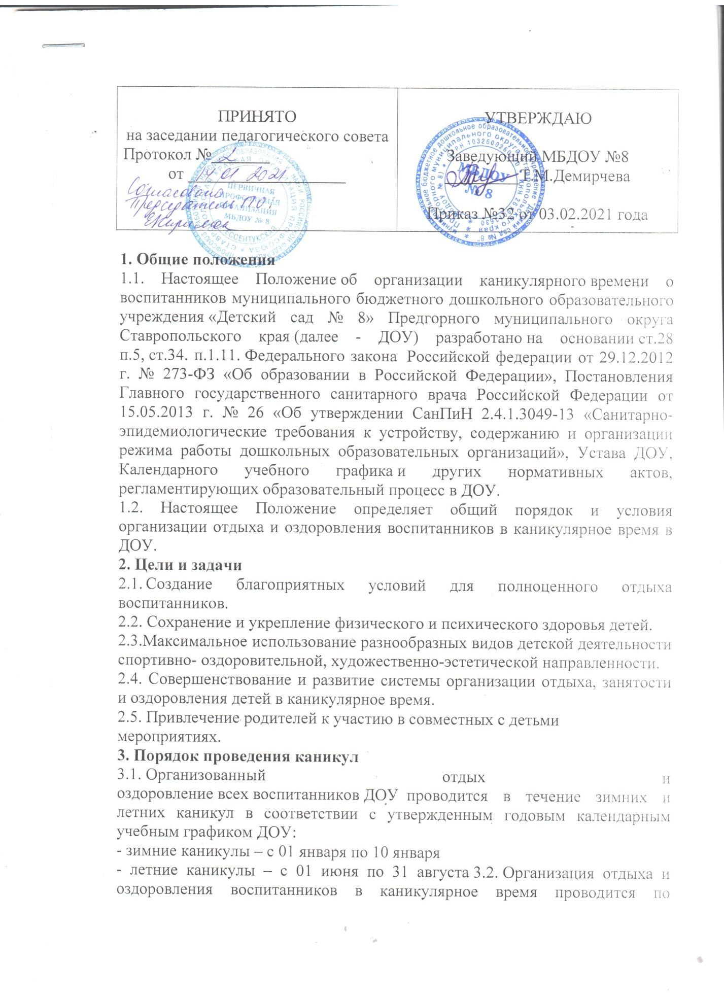 ПРИНЯТО
на заседании педагогического совета
Протокол № 2
от 14 01 2021
Согласовано
Председатель ПО
УТВЕРЖДАЮ
Заведующий МБДОУ №8
Т.М.Демирчева
Приказ №32 от 03.02.2021 года
ПЕРВИЧНАЯ
ПРОФСОЮЗНАЯ
ОРГАНИЗАЦИЯ
МБДОУ № 8
МБДОУ
№ 8
1. Общие положения
1.1. Настоящее Положение об организации каникулярного времени о
воспитанников муниципального бюджетного дошкольного образовательного
учреждения «Детский сад № 8» Предгорного муниципального округа
Ставропольского края (далее - ДОУ) разработано на основании ст.28
п.5, ст.34. п.1.11. Федерального закона Российской федерации от 29.12.2012
г. № 273-ФЗ «Об образовании в Российской Федерации», Постановления
Главного государственного санитарного врача Российской Федерации от
15.05.2013 г. № 26 «Об утверждении СанПиН 2.4.1.3049-13 «Санитарно-
эпидемиологические требования к устройству, содержанию и организации
режима работы дошкольных образовательных организаций», Устава ДОУ,
Календарного учебного графика и других нормативных актов,
регламентирующих образовательный процесс в ДОУ.
1.2. Настоящее Положение определяет общий порядок и условия
организации отдыха и оздоровления воспитанников в каникулярное время в
ДОУ.
2. Цели и задачи
2.1. Создание благоприятных условий для полноценного отдыха
воспитанников.
2.2. Сохранение и укрепление физического и психического здоровья детей.
2.3.Максимальное использование разнообразных видов детской деятельности
спортивно- оздоровительной, художественно-эстетической направленности.
2.4. Совершенствование и развитие системы организации отдыха, занятости
и оздоровления детей в каникулярное время.
2.5. Привлечение родителей к участию в совместных с детьми
мероприятиях.
3. Порядок проведения каникул
3.1. Организованный отдых и
оздоровление всех воспитанников ДОУ проводится в течение зимних и
летних каникул в соответствии с утвержденным годовым календарным
учебным графиком ДОУ:
- зимние каникулы – с 01 января по 10 января
- летние каникулы – с 01 июня по 31 августа 3.2. Организация отдыха и
оздоровления воспитанников в каникулярное время проводится по